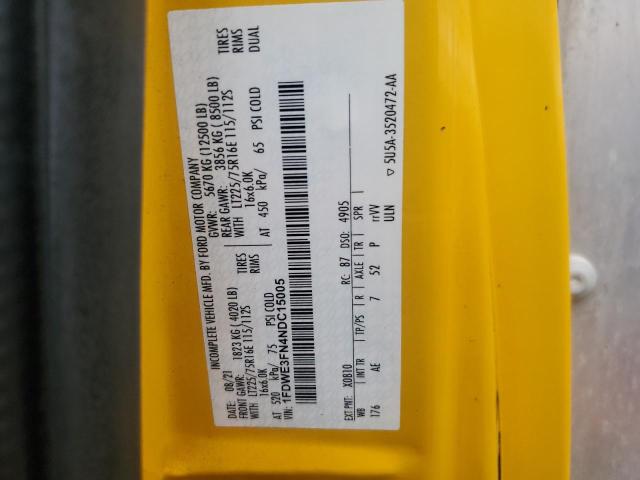 INCOMPLETE VEHICLE MFD. BY FORD MOTOR COMPANY
DATE: 08/21 GVWR: 5670 KG (12500 LB)
FRONT GAWR: 1823 KG (4020 LB) REAR GAWR: 3856 KG (8500 LB)
WITH LT225/75R16E 115/112S TIRES WITH LT225/75R16E 115/112S TIRES
16x6.0K RIMS 16x6.0K RIMS
AT 520 kPa/ 75 PSI COLD AT 450 kPa/ 65 PSI COLD DUAL
VIN: 1FDWE3FN4NDC15005
EXT PNT: X0810 RC: B7 DSO: 4905
WB INT TR TP/PS R AXLE TR SPR
176 AE 7 52 P mVV
ULN
▽ 5U5A-3520472-AA